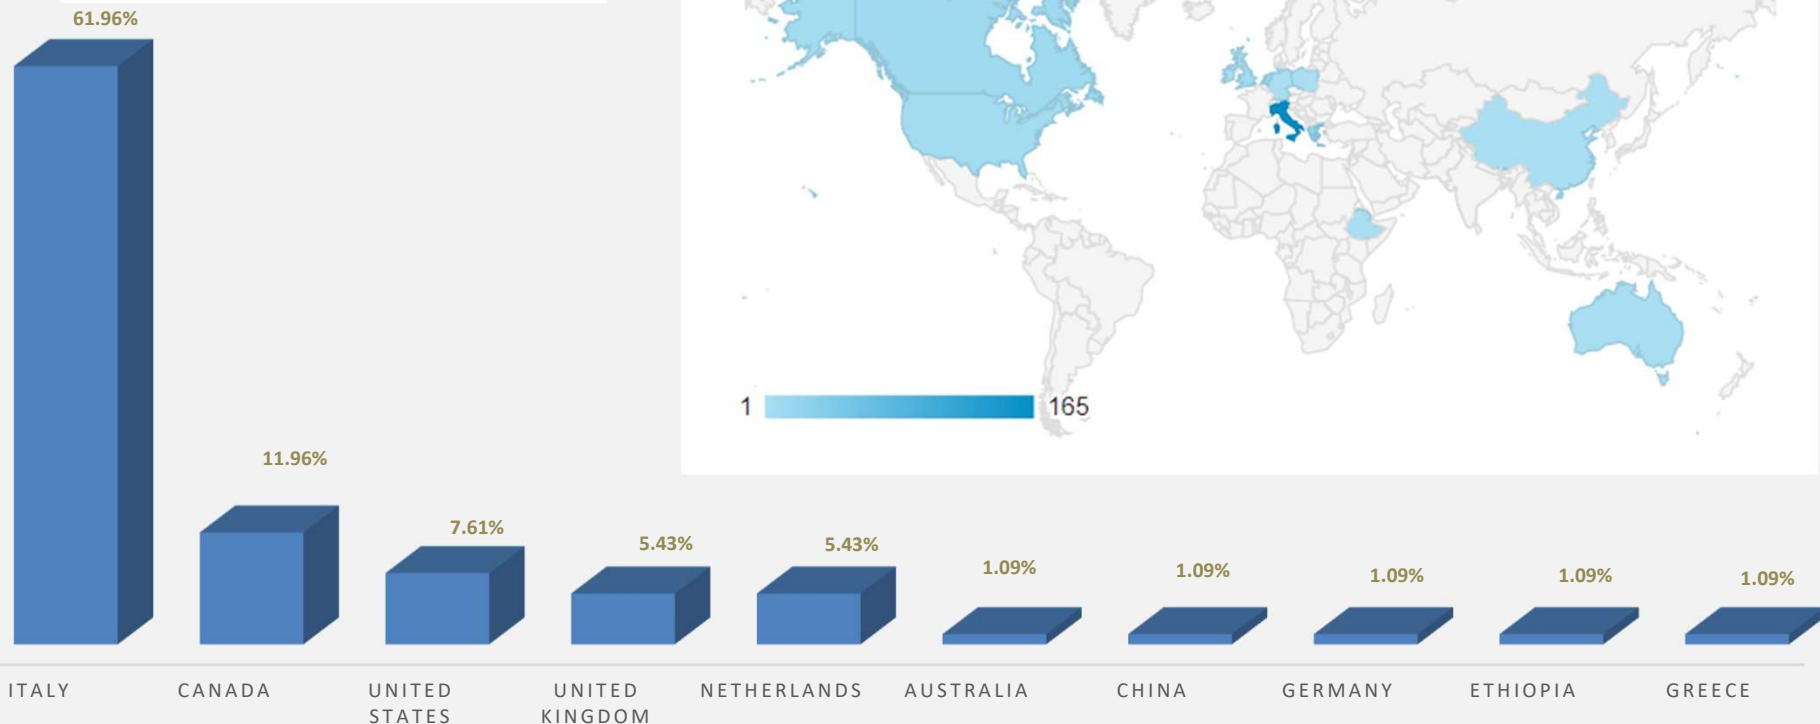 61.96%
11.96%
7.61%
5.43%
5.43%
1.09%
1.09%
1.09%
1.09%
1.09%
1
165
ITALY
CANADA
UNITED
STATES
UNITED
KINGDOM
NETHERLANDS
AUSTRALIA
CHINA
GERMANY
ETHIOPIA
GREECE